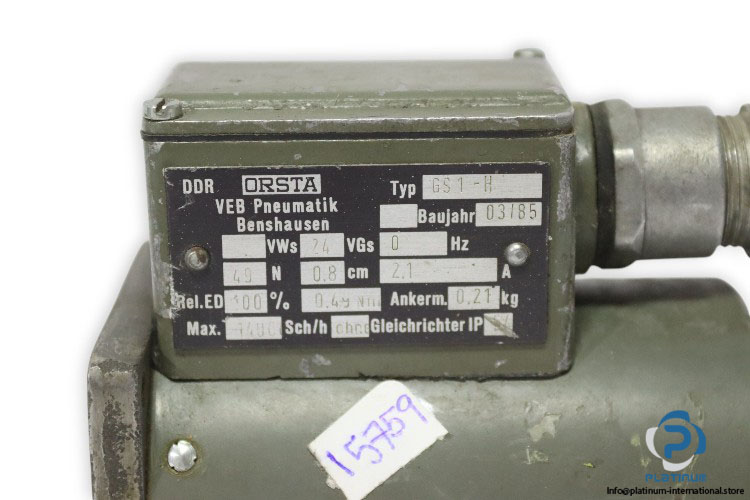 DDR ORSTA Typ GS1-H
VEB Pneumatik
Benshausen
Baujahr 03/85
VWs 24 VGs 0 Hz
49 N 0,8 cm 2,1 A
Rel.ED 100 % 0,49 Nm Ankerm. 0,21 kg
Max. Sch/h ohne Gleichrichter IP
15759
PLATINUM
Info@platinum-international.store